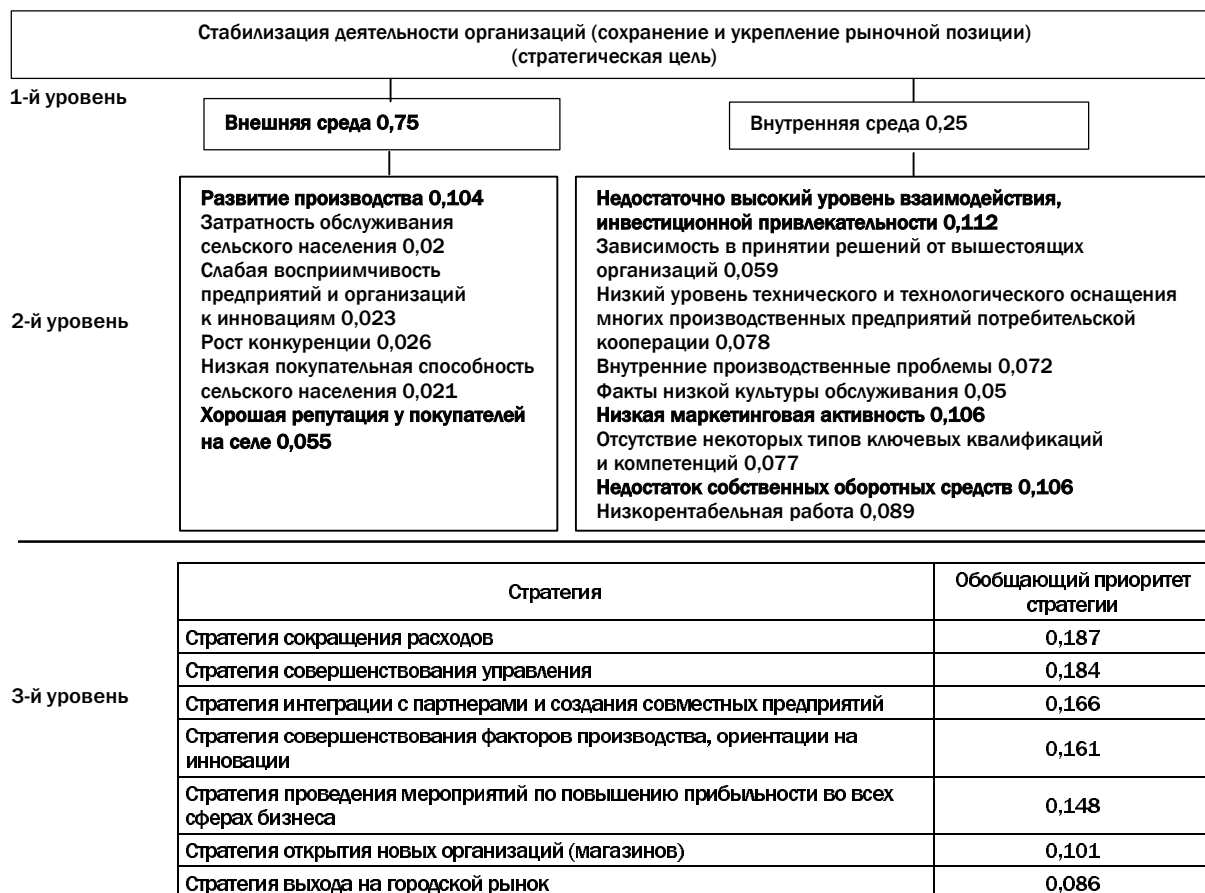 Стабилизация деятельности организаций (сохранение и укрепление рыночной позиции)
(стратегическая цель)
1-й уровень
Внешняя среда 0,75
Внутренняя среда 0,25
2-й уровень
Развитие производства 0,104
Затратность обслуживания
сельского населения 0,02
Слабая восприимчивость
предприятий и организаций
к инновациям 0,023
Рост конкуренции 0,026
Низкая покупательная способность
сельского населения 0,021
Хорошая репутация у покупателей
на селе 0,055
Недостаточно высокий уровень взаимодействия,
инвестиционной привлекательности 0,112
Зависимость в принятии решений от вышестоящих
организаций 0,059
Низкий уровень технического и технологического оснащения
многих производственных предприятий потребительской
кооперации 0,078
Внутренние производственные проблемы 0,072
Факты низкой культуры обслуживания 0,05
Низкая маркетинговая активность 0,106
Отсутствие некоторых типов ключевых квалификаций
и компетенций 0,077
Недостаток собственных оборотных средств 0,106
Низкорентабельная работа 0,089
3-й уровень
Стратегия
Обобщающий приоритет
стратегии
Стратегия сокращения расходов 0,187
Стратегия совершенствования управления 0,184
Стратегия интеграции с партнерами и создания совместных предприятий 0,166
Стратегия совершенствования факторов производства, ориентации на
инновации 0,161
Стратегия проведения мероприятий по повышению прибыльности во всех
сферах бизнеса 0,148
Стратегия открытия новых организаций (магазинов) 0,101
Стратегия выхода на городской рынок 0,086